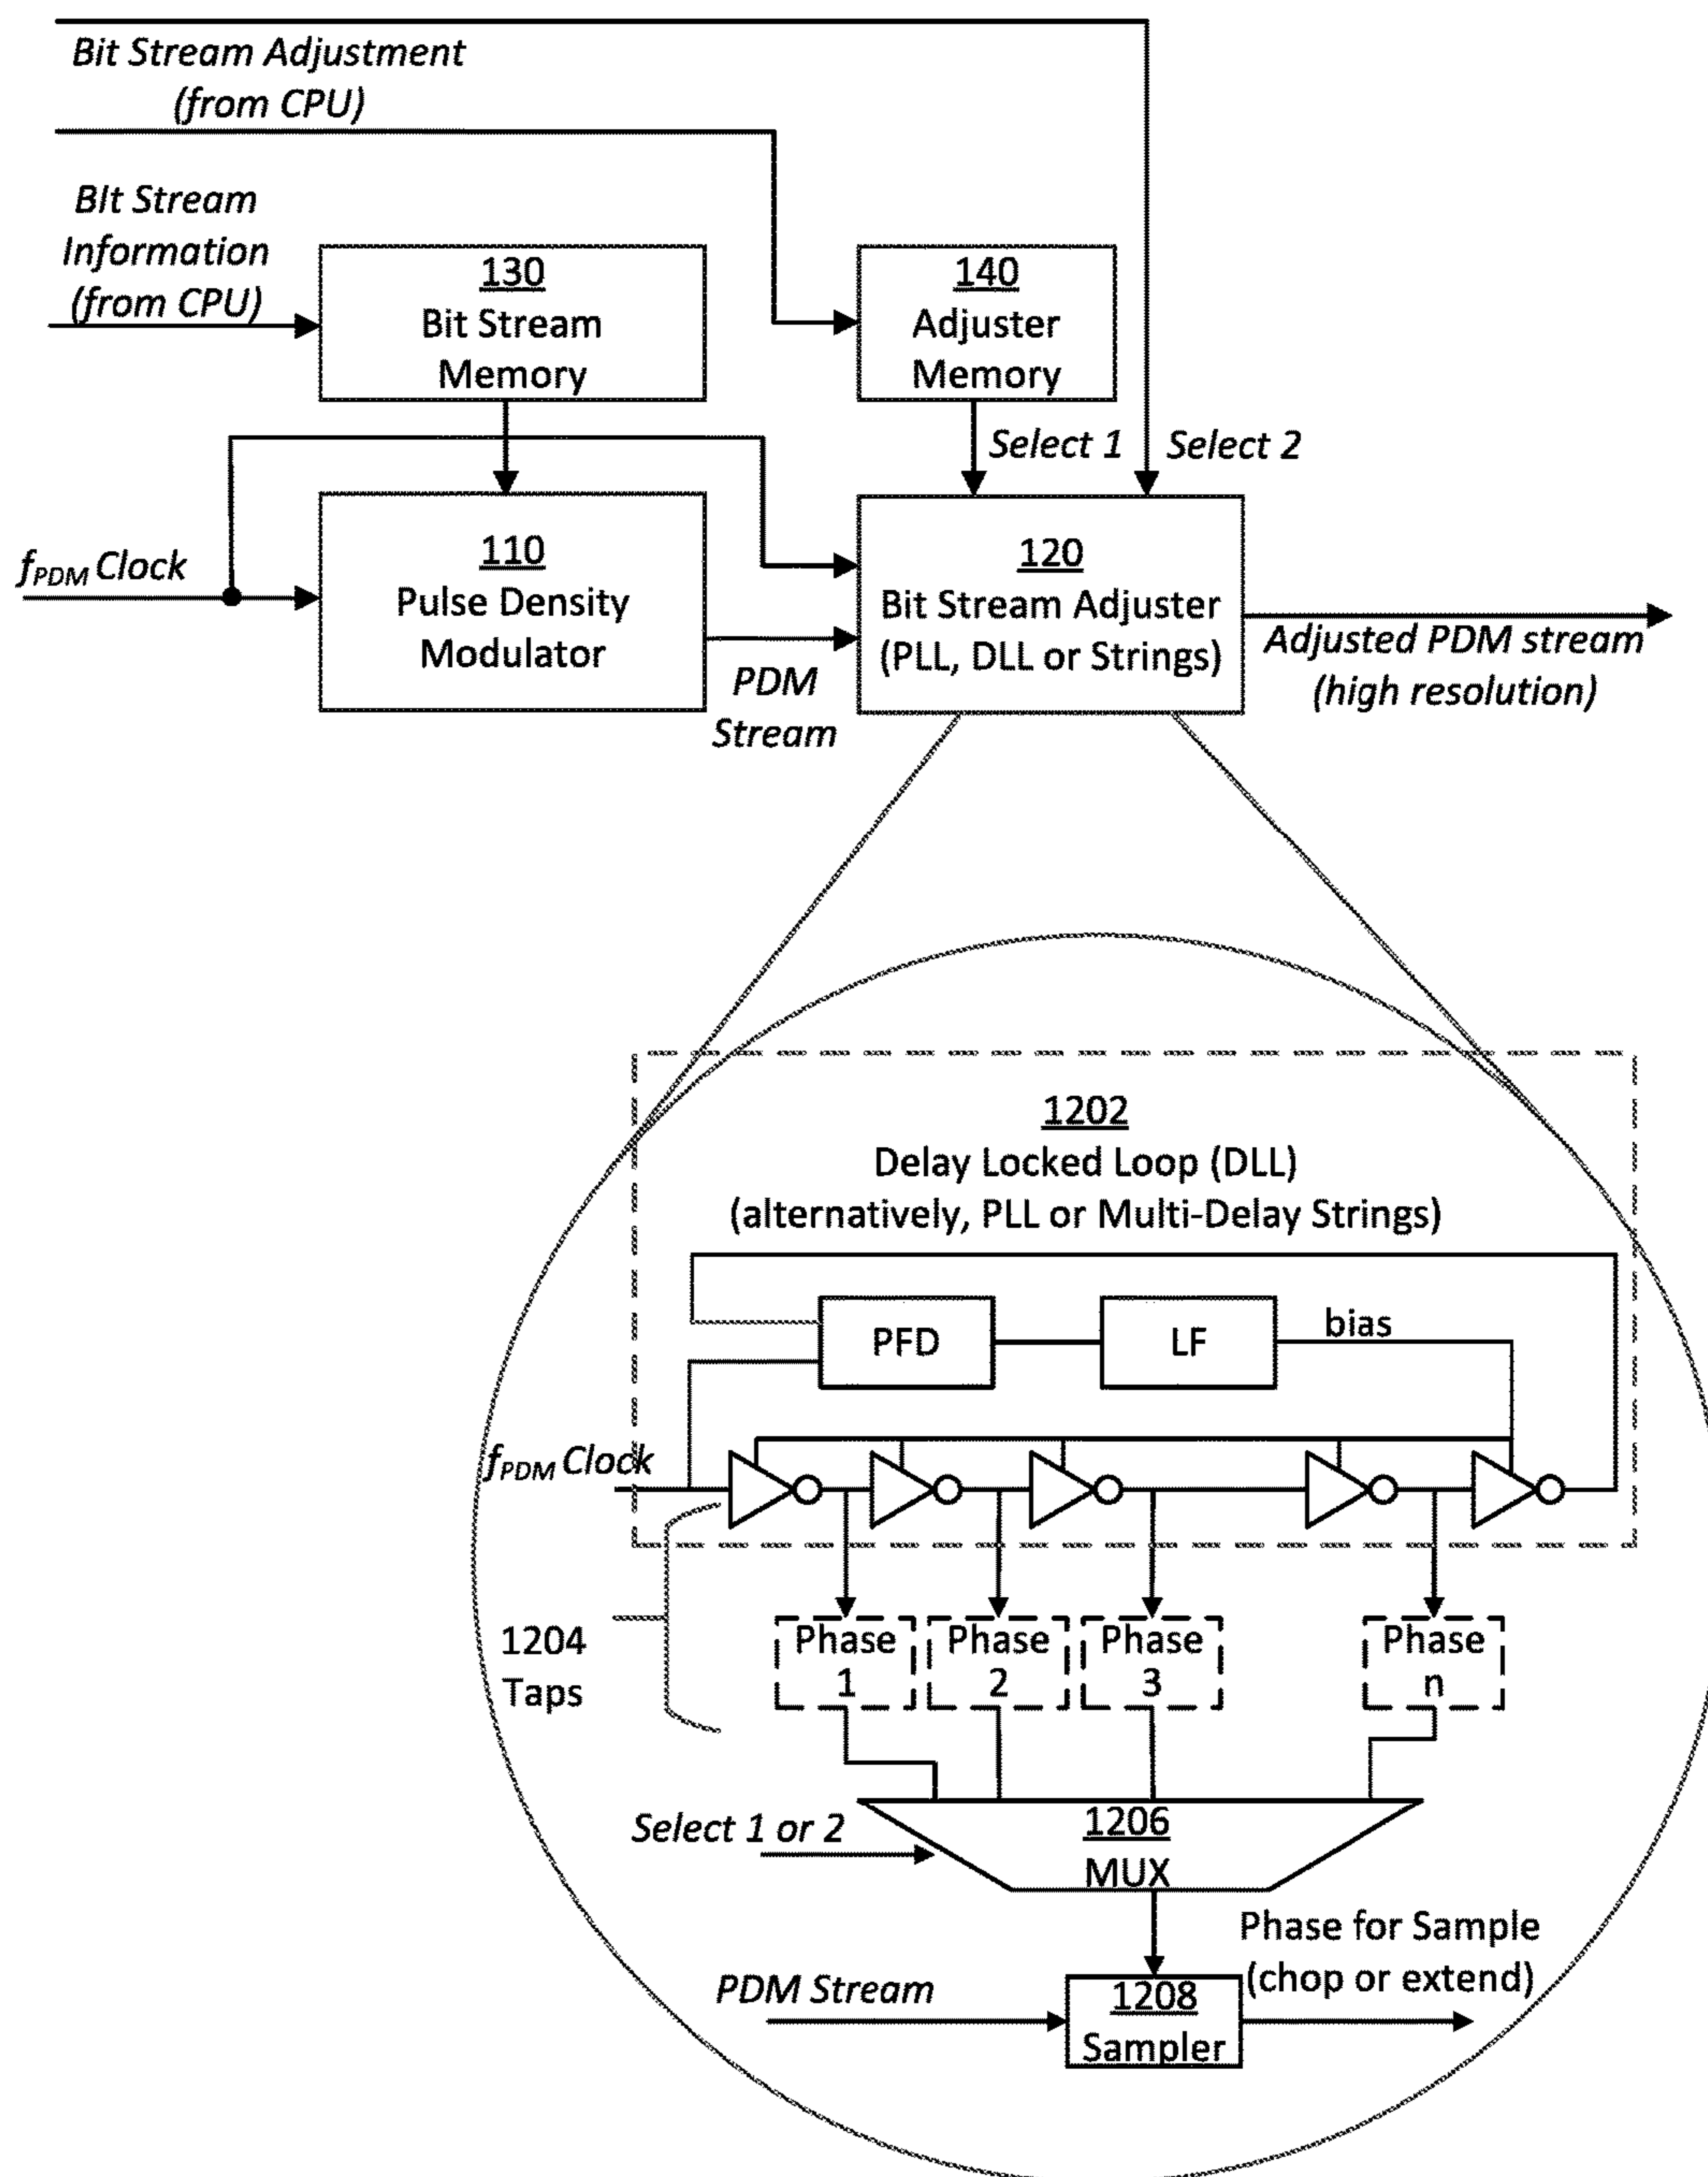 Bit Stream Adjustment
(from CPU)
BIt Stream
Information
(from CPU)
130
Bit Stream
Memory
140
Adjuster
Memory
Select 1
Select 2
fPDM Clock
110
Pulse Density
Modulator
PDM
Stream
120
Bit Stream Adjuster
(PLL, DLL or Strings)
Adjusted PDM stream
(high resolution)
1202
Delay Locked Loop (DLL)
(alternatively, PLL or Multi-Delay Strings)
PFD
LF
bias
fPDM Clock
1204
Taps
Phase
1
Phase
2
Phase
3
Phase
n
Select 1 or 2
1206
MUX
Phase for Sample
(chop or extend)
PDM Stream
1208
Sampler